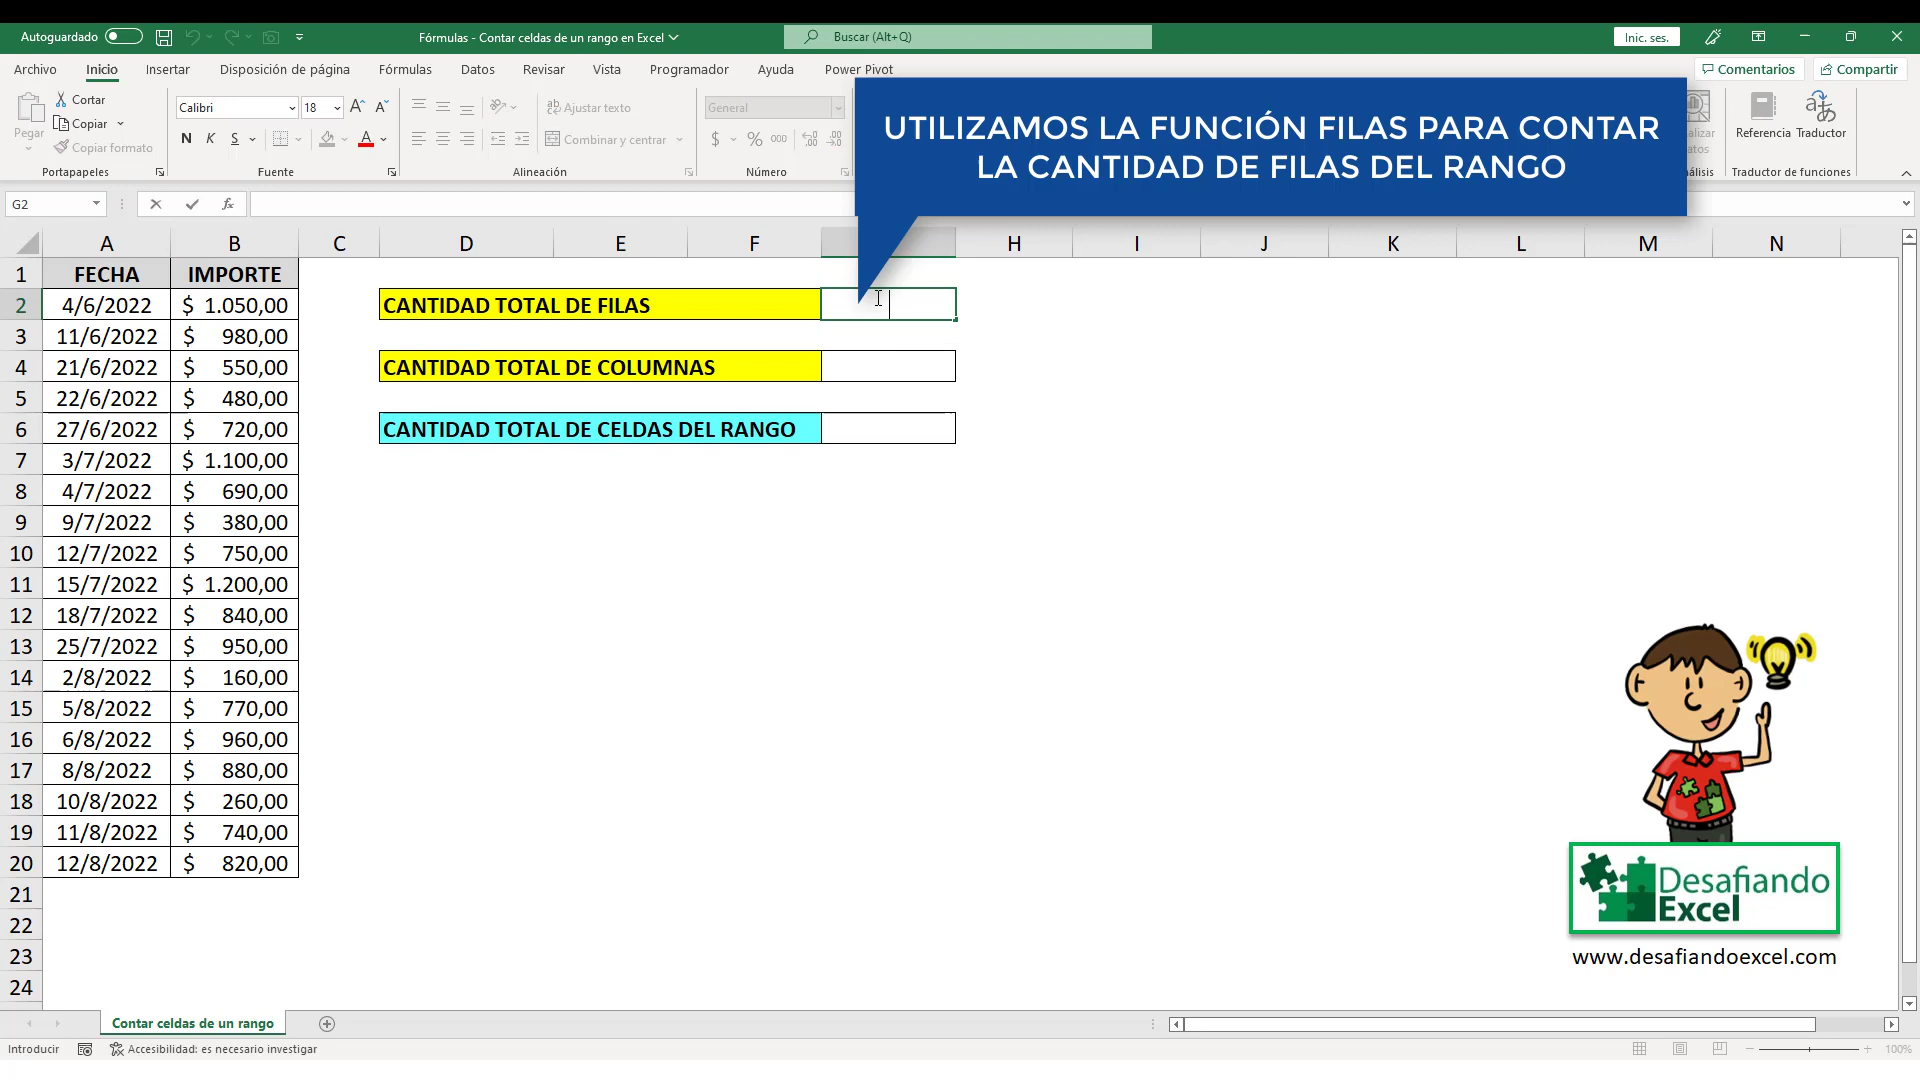 Autoguardado
Fórmulas - Contar celdas de un rango en Excel
Buscar (Alt+Q)
Inic. ses.
Archivo Inicio Insertar Disposición de página Fórmulas Datos Revisar Vista Programador Ayuda Power Pivot
Comentarios Compartir
Pegar
Cortar
Copiar
Copiar formato
Portapapeles
Calibri 18
N K S
Fuente
Ajustar texto
Combinar y centrar
Alineación
General
$ % 000
Número
UTILIZAMOS LA FUNCIÓN FILAS PARA CONTAR
LA CANTIDAD DE FILAS DEL RANGO
Referencia Traductor
Traductor de funciones
G2
fx
A B C D E F H I J K L M N
1 FECHA IMPORTE
2 4/6/2022 $ 1.050,00 CANTIDAD TOTAL DE FILAS
3 11/6/2022 $ 980,00
4 21/6/2022 $ 550,00 CANTIDAD TOTAL DE COLUMNAS
5 22/6/2022 $ 480,00
6 27/6/2022 $ 720,00 CANTIDAD TOTAL DE CELDAS DEL RANGO
7 3/7/2022 $ 1.100,00
8 4/7/2022 $ 690,00
9 9/7/2022 $ 380,00
10 12/7/2022 $ 750,00
11 15/7/2022 $ 1.200,00
12 18/7/2022 $ 840,00
13 25/7/2022 $ 950,00
14 2/8/2022 $ 160,00
15 5/8/2022 $ 770,00
16 6/8/2022 $ 960,00
17 8/8/2022 $ 880,00
18 10/8/2022 $ 260,00
19 11/8/2022 $ 740,00
20 12/8/2022 $ 820,00
21
22
23
24
Desafiando
Excel
www.desafiandoexcel.com
Contar celdas de un rango
Introducir Accesibilidad: es necesario investigar
100%